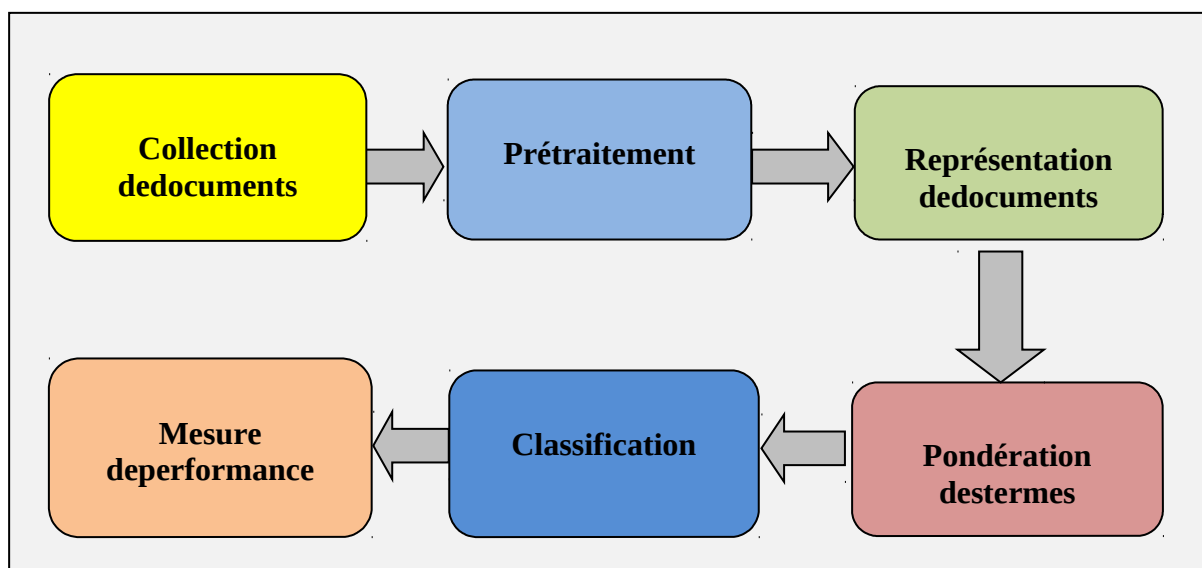 Collection
dedocuments
Prétraitement
Représentation
dedocuments
Mesure
deperformance
Classification
Pondération
destermes